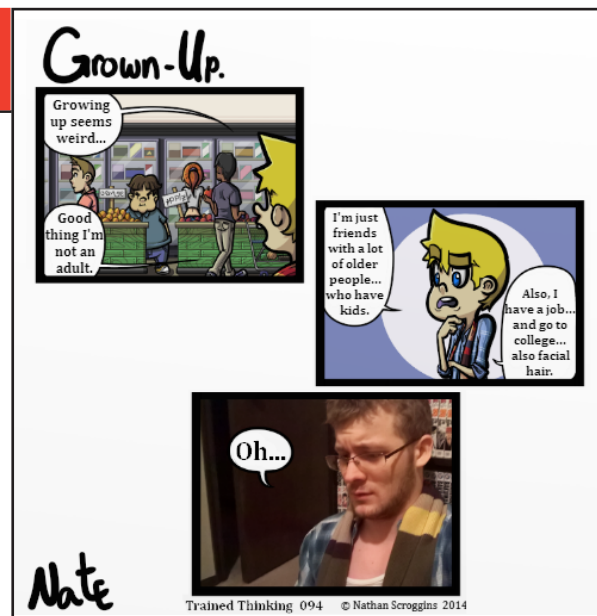 Grown-Up.
Growing
up seems
weird...
Good
thing I'm
not an
adult.
I'm just
friends
with a lot
of older
people...
who have
kids.
Also, I
have a job...
and go to
college...
also facial
hair.
Oh...
Nate
Trained Thinking 094 © Nathan Scroggins 2014